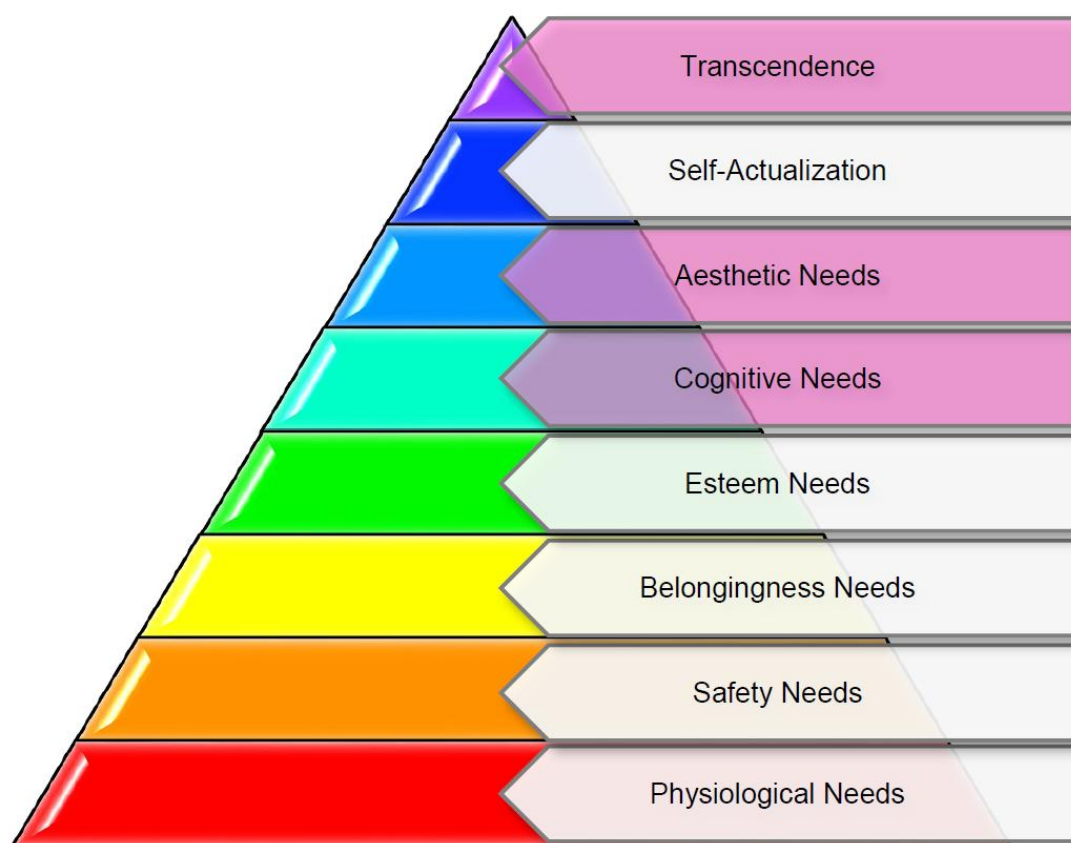 Transcendence
Self-Actualization
Aesthetic Needs
Cognitive Needs
Esteem Needs
Belongingness Needs
Safety Needs
Physiological Needs